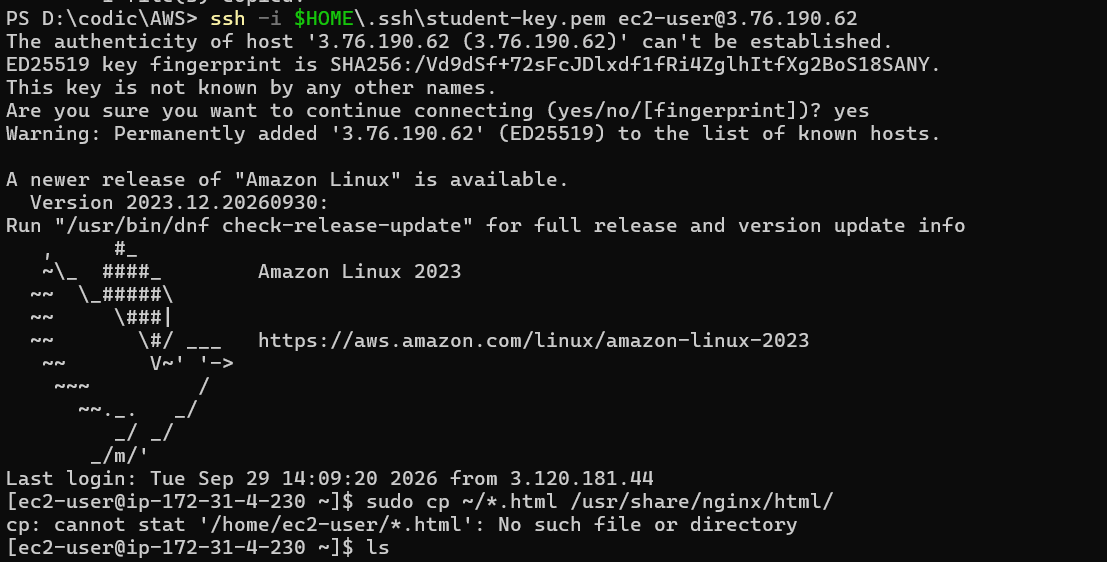 PS D:\codic\AWS> ssh -i $HOME\.ssh\student-key.pem ec2-user@3.76.190.62
The authenticity of host '3.76.190.62 (3.76.190.62)' can't be established.
ED25519 key fingerprint is SHA256:/Vd9dSf+72sFcJDlxdf1fRi4ZglhItfXg2BoS18SANY.
This key is not known by any other names.
Are you sure you want to continue connecting (yes/no/[fingerprint])? yes
Warning: Permanently added '3.76.190.62' (ED25519) to the list of known hosts.

A newer release of "Amazon Linux" is available.
  Version 2023.12.20260930:
Run "/usr/bin/dnf check-release-update" for full release and version update info
   ,     #_
   ~\_  ####_        Amazon Linux 2023
  ~~  \_#####\
  ~~     \###|
  ~~       \#/ ___   https://aws.amazon.com/linux/amazon-linux-2023
   ~~       V~' '->
    ~~~         /
      ~~._.   _/
         _/ _/
       _/m/'
Last login: Tue Sep 29 14:09:20 2026 from 3.120.181.44
[ec2-user@ip-172-31-4-230 ~]$ sudo cp ~/*.html /usr/share/nginx/html/
cp: cannot stat '/home/ec2-user/*.html': No such file or directory
[ec2-user@ip-172-31-4-230 ~]$ ls